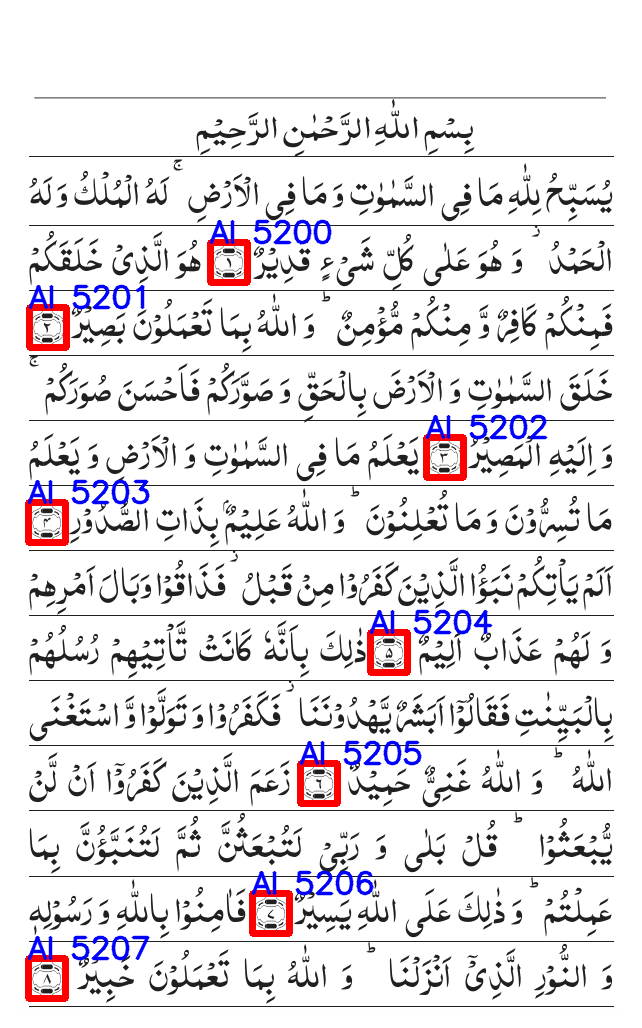 بِسْمِ اللّٰهِ الرَّحْمٰنِ الرَّحِيْمِ
يُسَبِّحُ لِلّٰهِ مَا فِى السَّمٰوٰتِ وَ مَا فِى الْاَرْضِ ۚ لَهُ الْمُلْكُ وَ لَهُ
AI 5200
الْحَمْدُ ؗ وَ هُوَ عَلٰى كُلِّ شَىْءٍ قَدِيْرٌ ۝۱ هُوَ الَّذِىْ خَلَقَكُمْ
AI 5201
فَمِنْكُمْ كَافِرٌ وَّ مِنْكُمْ مُّؤْمِنٌ ؕ وَ اللّٰهُ بِمَا تَعْمَلُوْنَ بَصِيْرٌ ۝۲
خَلَقَ السَّمٰوٰتِ وَ الْاَرْضَ بِالْحَقِّ وَ صَوَّرَكُمْ فَاَحْسَنَ صُوَرَكُمْ ۚ
AI 5202
وَ اِلَيْهِ الْمَصِيْرُ ۝۳ يَعْلَمُ مَا فِى السَّمٰوٰتِ وَ الْاَرْضِ وَ يَعْلَمُ
AI 5203
مَا تُسِرُّوْنَ وَ مَا تُعْلِنُوْنَ ؕ وَ اللّٰهُ عَلِيْمٌۢ بِذَاتِ الصُّدُوْرِ ۝۴
اَلَمْ يَاْتِكُمْ نَبَؤُا الَّذِيْنَ كَفَرُوْا مِنْ قَبْلُ ؗ فَذَاقُوْا وَبَالَ اَمْرِهِمْ
AI 5204
وَ لَهُمْ عَذَابٌ اَلِيْمٌ ۝۵ ذٰلِكَ بِاَنَّهٗ كَانَتْ تَّاْتِيْهِمْ رُسُلُهُمْ
بِالْبَيِّنٰتِ فَقَالُوْۤا اَبَشَرٌ يَّهْدُوْنَنَا ؗ فَكَفَرُوْا وَ تَوَلَّوْا وَّ اسْتَغْنَى
AI 5205
اللّٰهُ ؕ وَ اللّٰهُ غَنِىٌّ حَمِيْدٌ ۝۶ زَعَمَ الَّذِيْنَ كَفَرُوْۤا اَنْ لَّنْ
يُّبْعَثُوْا ؕ قُلْ بَلٰى وَ رَبِّىْ لَتُبْعَثُنَّ ثُمَّ لَتُنَبَّؤُنَّ بِمَا
AI 5206
عَمِلْتُمْ ؕ وَ ذٰلِكَ عَلَى اللّٰهِ يَسِيْرٌ ۝۷ فَاٰمِنُوْا بِاللّٰهِ وَ رَسُوْلِهٖ
AI 5207
وَ النُّوْرِ الَّذِىْۤ اَنْزَلْنَا ؕ وَ اللّٰهُ بِمَا تَعْمَلُوْنَ خَبِيْرٌ ۝۸